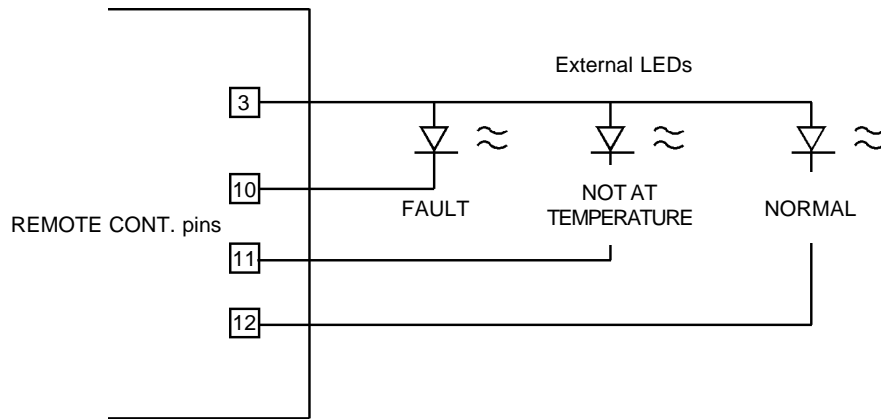 External LEDs
3
10
FAULT
NOT AT
TEMPERATURE
NORMAL
REMOTE CONT. pins
11
12